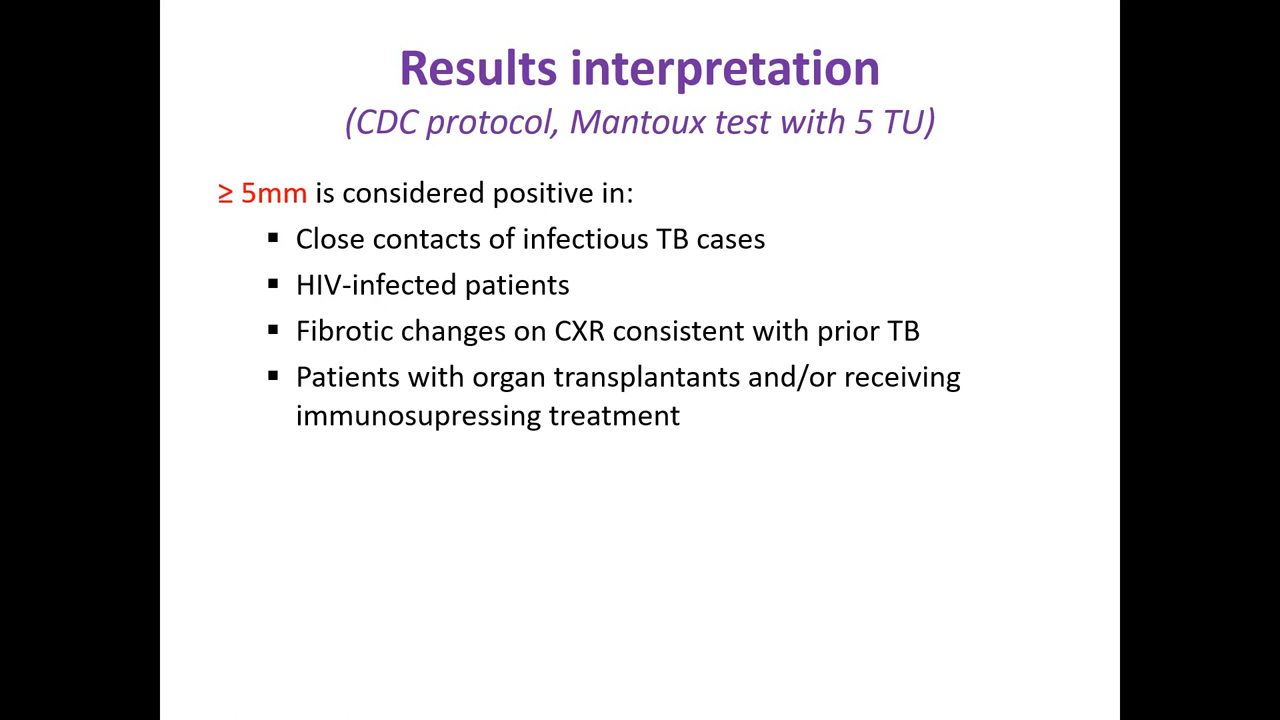 Results interpretation
(CDC protocol, Mantoux test with 5 TU)
≥ 5mm is considered positive in:
▪ Close contacts of infectious TB cases
▪ HIV-infected patients
▪ Fibrotic changes on CXR consistent with prior TB
▪ Patients with organ transplantants and/or receiving
immunosupressing treatment